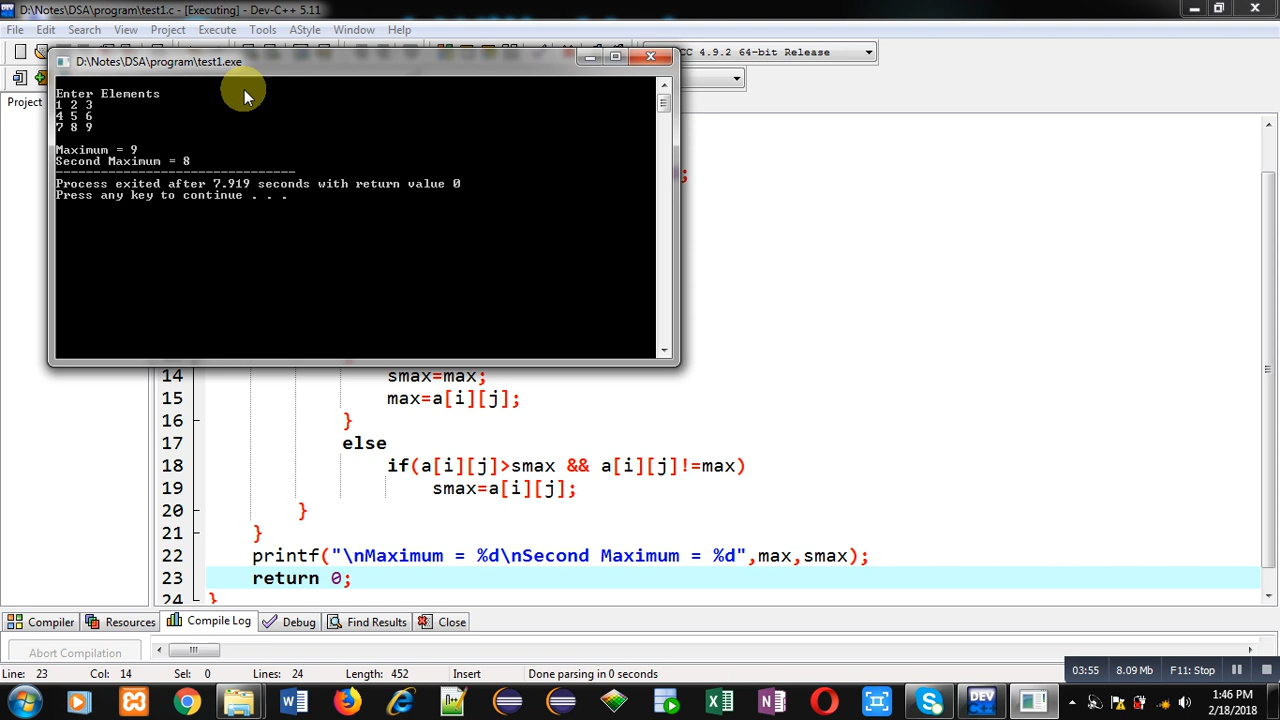 D:\Notes\DSA\program\test1.c - [Executing] - Dev-C++ 5.11
File Edit Search View Project Execute Tools AStyle Window Help
CC 4.9.2 64-bit Release
D:\Notes\DSA\program\test1.exe
Project
Enter Elements
1 2 3
4 5 6
7 8 9
Maximum = 9
Second Maximum = 8
--------------------------------
Process exited after 7.919 seconds with return value 0
Press any key to continue . . .
;
14 smax=max;
15 max=a[i][j];
16 }
17 else
18 if(a[i][j]>smax && a[i][j]!=max)
19 smax=a[i][j];
20 }
21 }
22 printf("\nMaximum = %d\nSecond Maximum = %d",max,smax);
23 return 0;
24 }
Compiler Resources Compile Log Debug Find Results Close
Abort Compilation
Line: 23 Col: 14 Sel: 0 Lines: 24 Length: 452 Insert Done parsing in 0 seconds
03:55 8.09 Mb F11: Stop
DEV C++
1:46 PM
2/18/2018